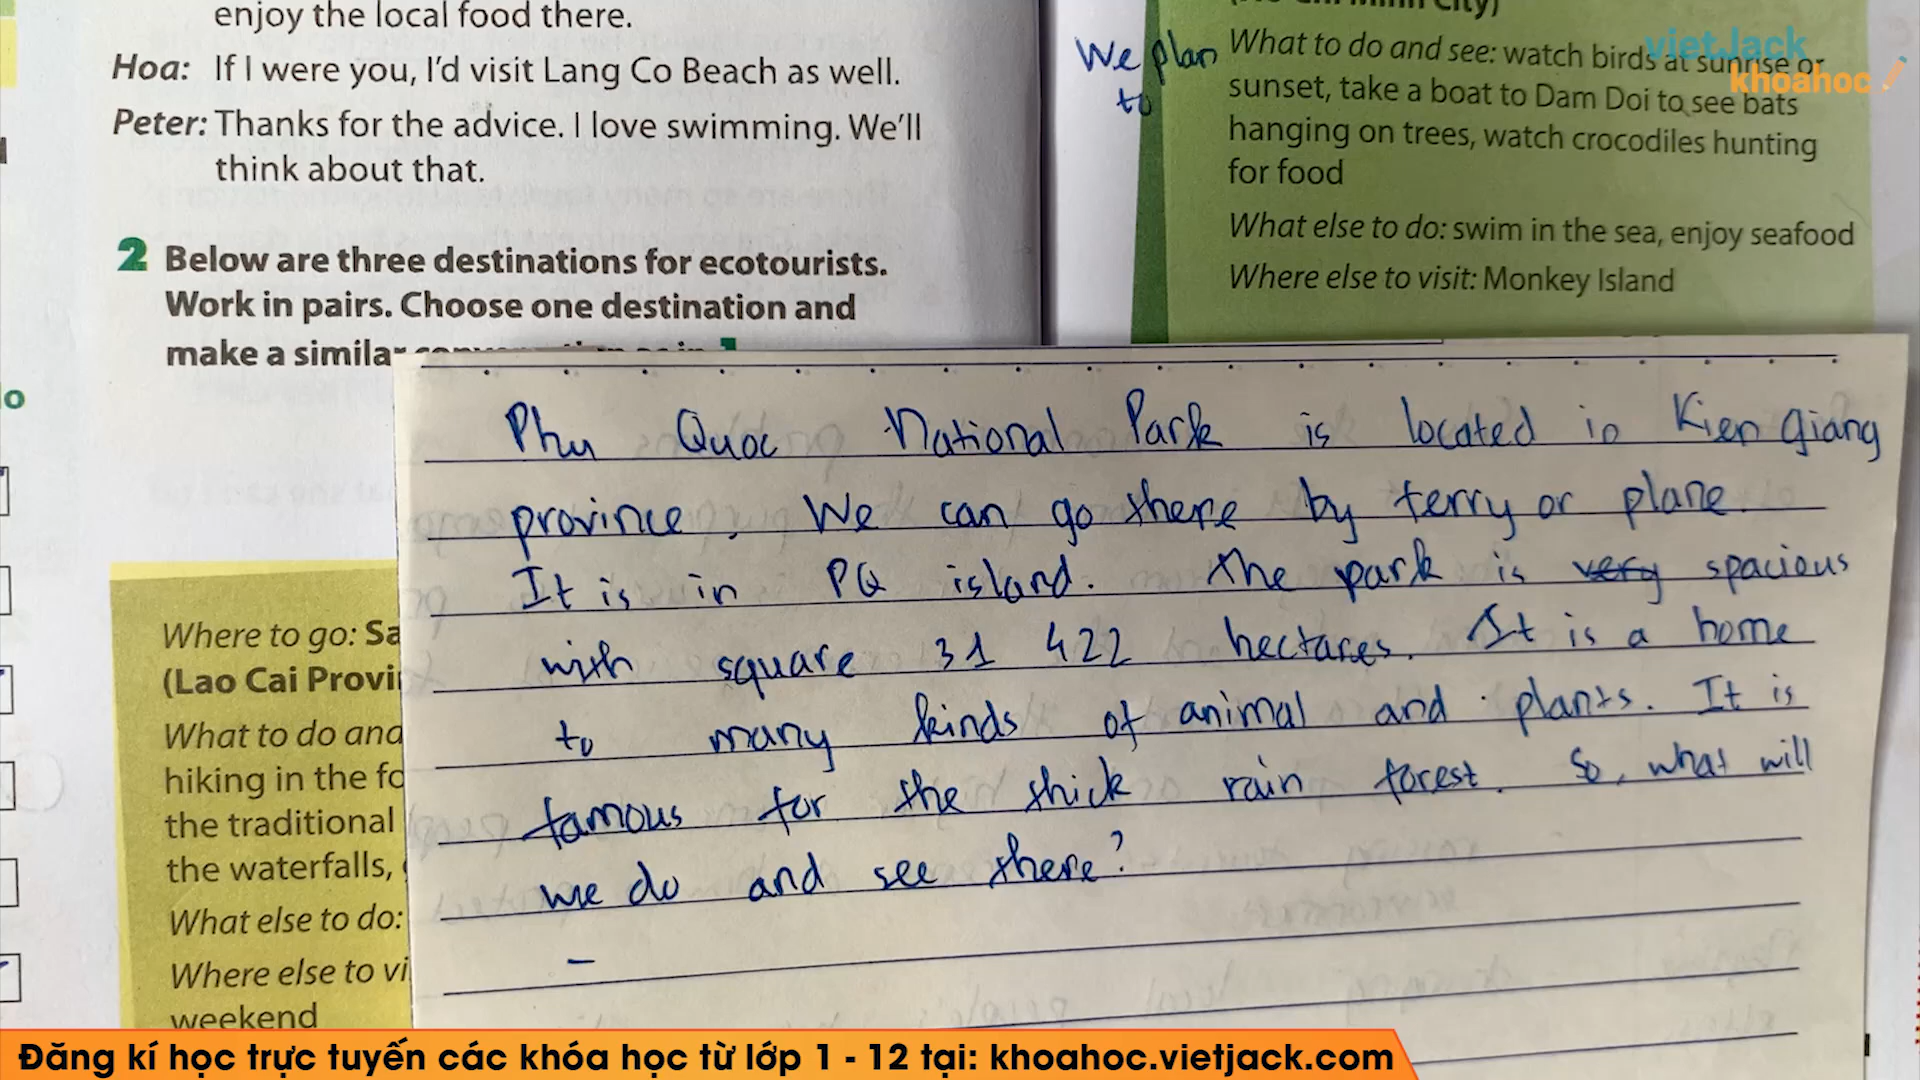 enjoy the local food there.
Hoa: If I were you, I'd visit Lang Co Beach as well.
Peter: Thanks for the advice. I love swimming. We'll
think about that.
2 Below are three destinations for ecotourists.
Work in pairs. Choose one destination and
make a similar
Where to go: Sa
(Lao Cai Provi
What to do and
hiking in the fo
the traditional
the waterfalls,
What else to do:
Where else to vi
weekend
We plan
to
What to do and see: watch birds at sunrise or
sunset, take a boat to Dam Doi to see bats
hanging on trees, watch crocodiles hunting
for food
What else to do: swim in the sea, enjoy seafood
Where else to visit: Monkey Island
vietJack
khoahoc
Phu Quoc National Park is located in Kien Giang
province, We can go there by ferry or plane.
It is in PQ island. The park is very spacious
with square 31 422 hectares. It is a home
to many kinds of animal and plants. It is
famous for the thick rain forest. So, what will
we do and see there?
-
Đăng kí học trực tuyến các khóa học từ lớp 1 - 12 tại: khoahoc.vietjack.com